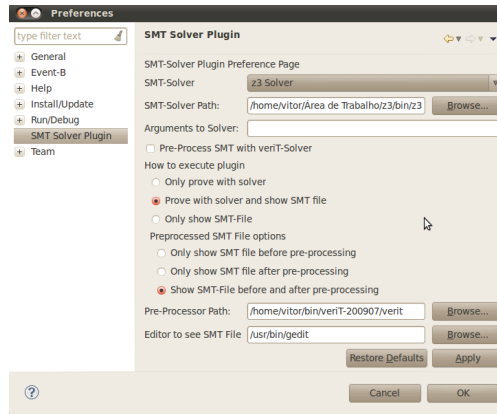 Preferences
type filter text
General
Event-B
Help
Install/Update
Run/Debug
SMT Solver Plugin
Team
SMT Solver Plugin
SMT-Solver Plugin Preference Page
SMT-Solver
z3 Solver
SMT-Solver Path:
/home/vitor/Área de Trabalho/z3/bin/z3
Browse...
Arguments to Solver:
Pre-Process SMT with veriT-Solver
How to execute plugin
Only prove with solver
Prove with solver and show SMT file
Only show SMT-File
Preprocessed SMT File options
Only show SMT file before pre-processing
Only show SMT file after pre-processing
Show SMT-File before and after pre-processing
Pre-Processor Path:
/home/vitor/bin/veriT-200907/verit
Browse...
Editor to see SMT File
/usr/bin/gedit
Browse...
Restore Defaults
Apply
?
Cancel
OK